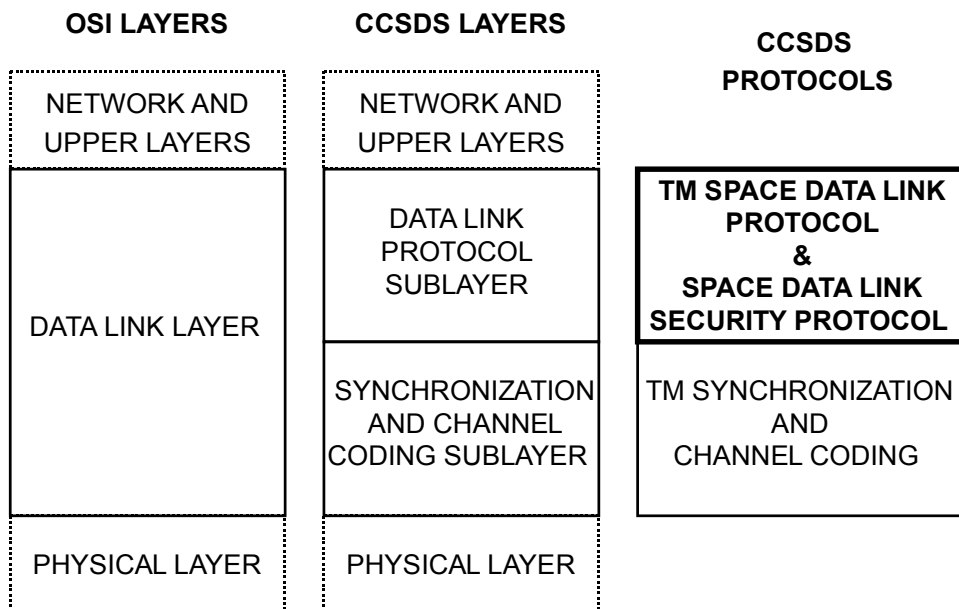 OSI LAYERS
NETWORK AND
UPPER LAYERS
DATA LINK LAYER
PHYSICAL LAYER
CCSDS LAYERS
NETWORK AND
UPPER LAYERS
DATA LINK
PROTOCOL
SUBLAYER
SYNCHRONIZATION
AND CHANNEL
CODING SUBLAYER
PHYSICAL LAYER
CCSDS
PROTOCOLS
TM SPACE DATA LINK
PROTOCOL
&
SPACE DATA LINK
SECURITY PROTOCOL
TM SYNCHRONIZATION
AND
CHANNEL CODING